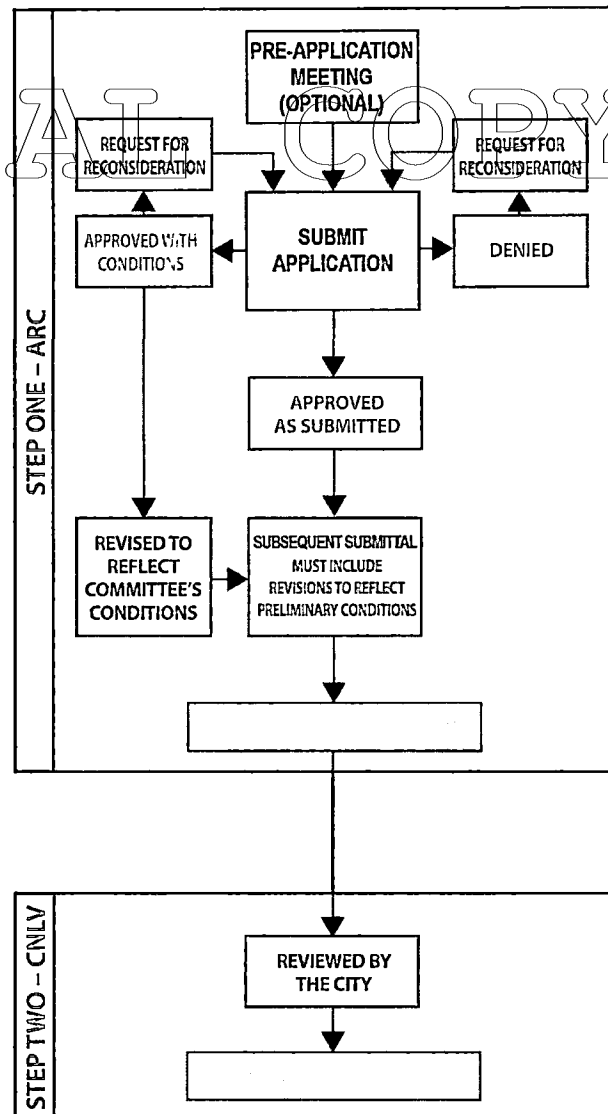 PRE-APPLICATION
MEETING
(OPTIONAL)
AL COPY
REQUEST FOR
RECONSIDERATION
REQUEST FOR
RECONSIDERATION
APPROVED WITH
CONDITIONS
SUBMIT
APPLICATION
DENIED
STEP ONE – ARC
APPROVED
AS SUBMITTED
REVISED TO
REFLECT
COMMITTEE'S
CONDITIONS
SUBSEQUENT SUBMITTAL
MUST INCLUDE
REVISIONS TO REFLECT
PRELIMINARY CONDITIONS
STEP TWO – CNLV
REVIEWED BY
THE CITY